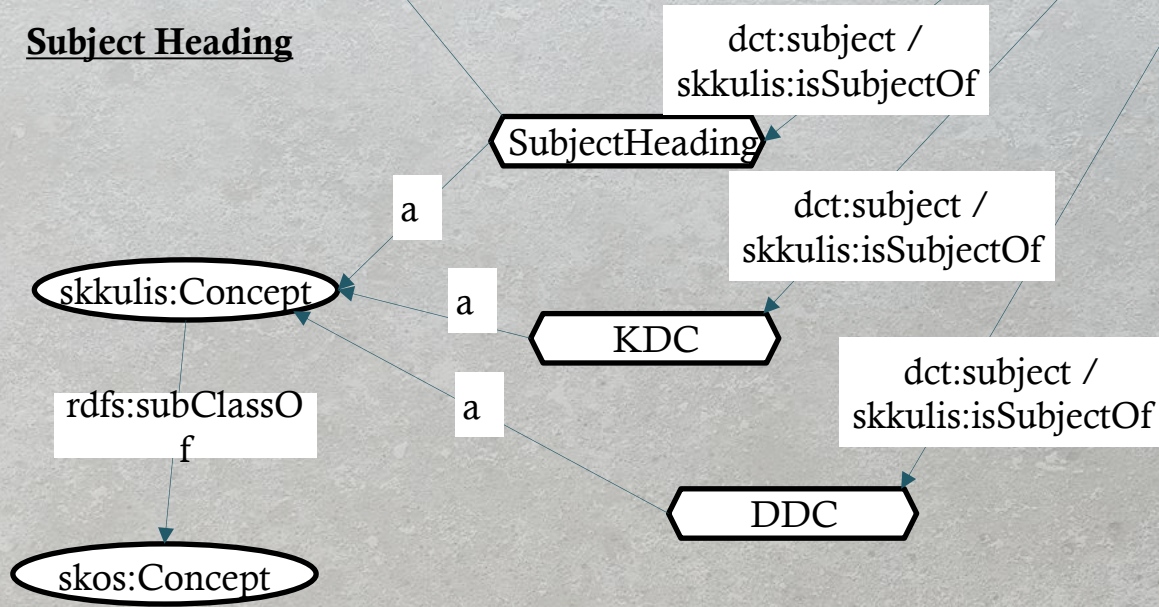 Subject Heading
dct:subject /
skkulis:isSubjectOf
SubjectHeading
a
dct:subject /
skkulis:isSubjectOf
skkulis:Concept
a
KDC
dct:subject /
skkulis:isSubjectOf
rdfs:subClassO
f
a
DDC
skos:Concept